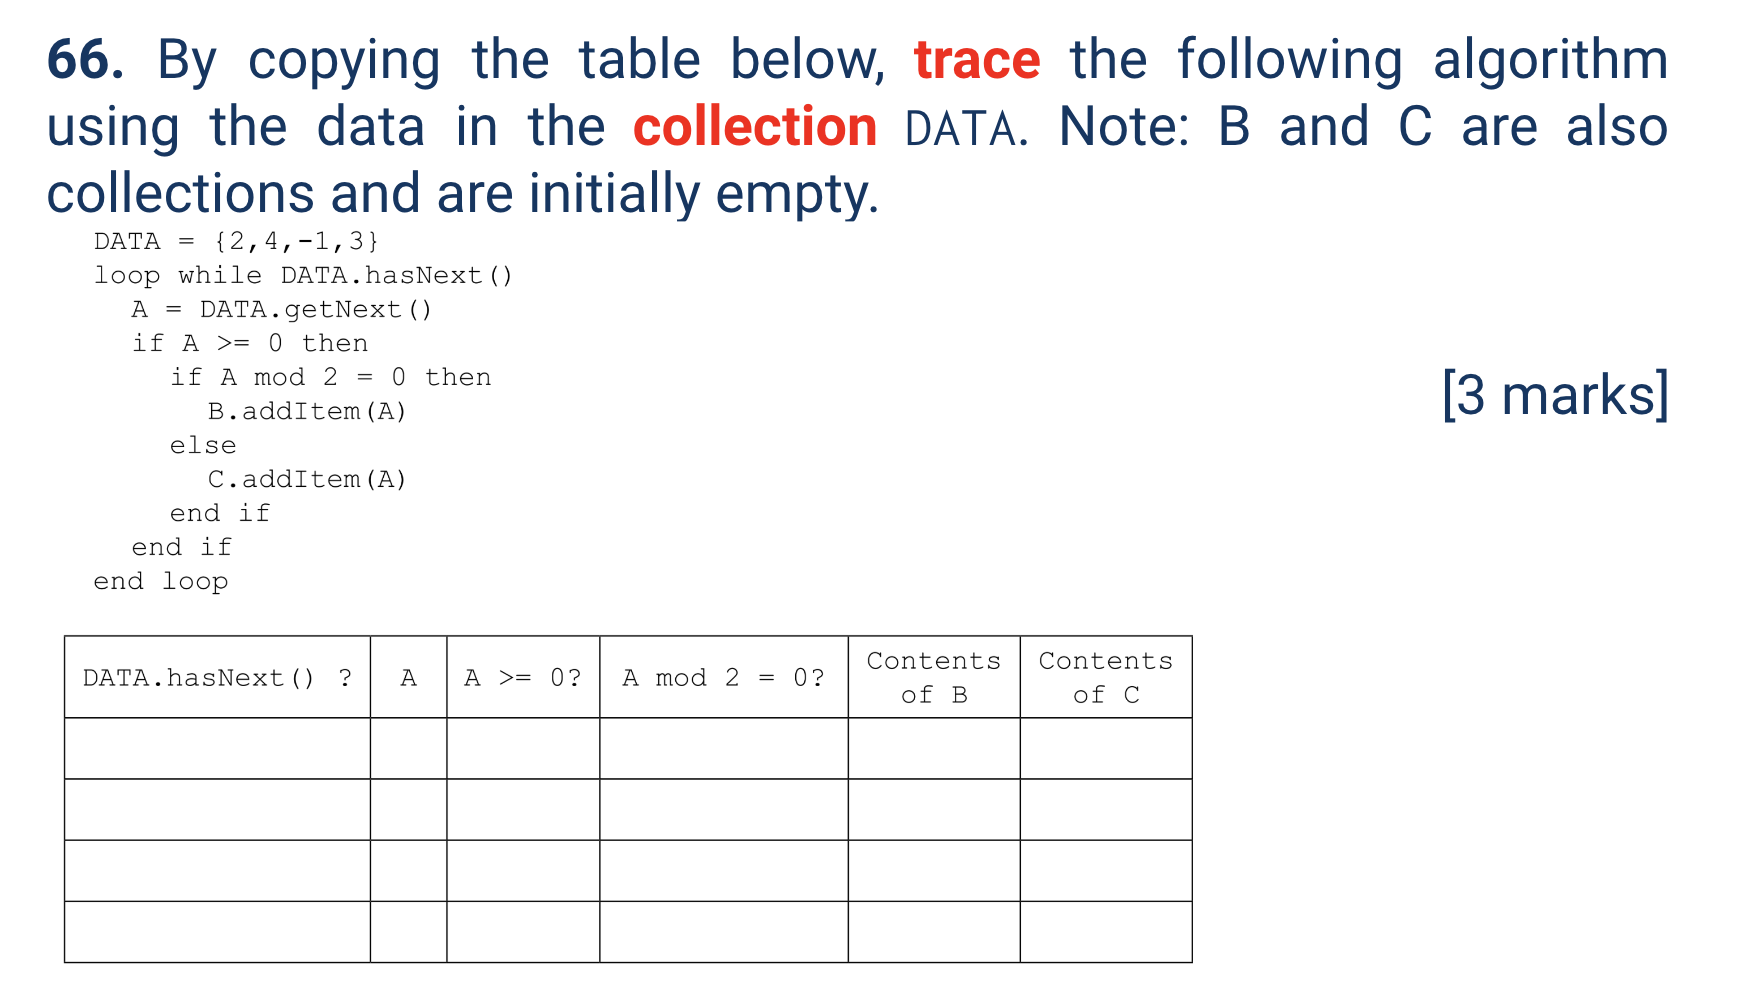 66. By copying the table below, trace the following algorithm
using the data in the collection DATA. Note: B and C are also
collections and are initially empty.
DATA = {2,4,-1,3}
loop while DATA.hasNext()
A = DATA.getNext()
if A >= 0 then
if A mod 2 = 0 then
B.addItem(A)
else
C.addItem(A)
end if
end if
end loop
[3 marks]
DATA.hasNext() ? A A >= 0? A mod 2 = 0? Contents of B Contents of C